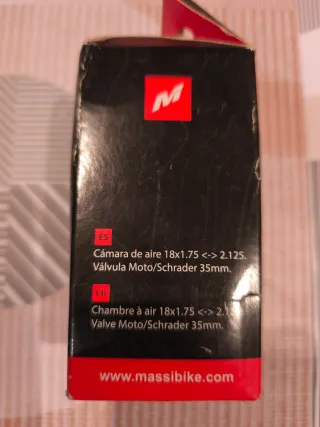 M
ES
Cámara de aire 18x1.75 <-> 2.125.
Válvula Moto/Schrader 35mm.
FR
Chambre à air 18x1.75 <-> 2.125.
Valve Moto/Schrader 35mm.
www.massibike.com